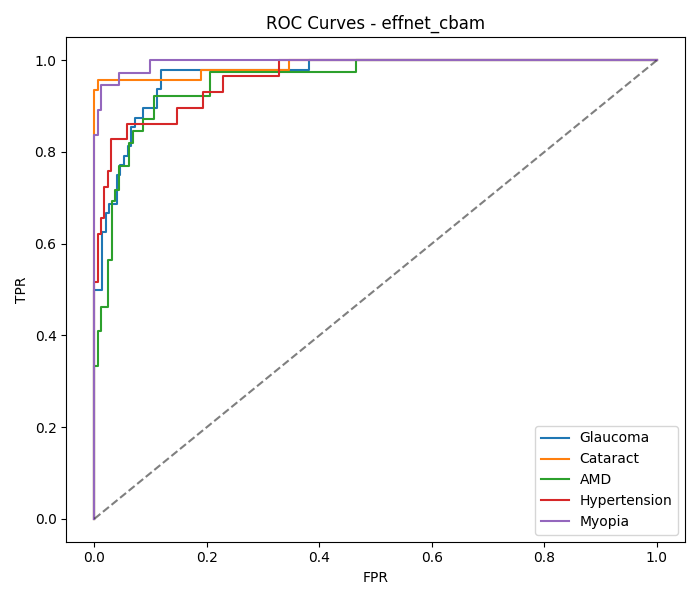 ROC Curves - effnet_cbam
1.0
0.8
0.6
0.4
0.2
0.0
TPR
0.0 0.2 0.4 0.6 0.8 1.0
FPR
Glaucoma
Cataract
AMD
Hypertension
Myopia